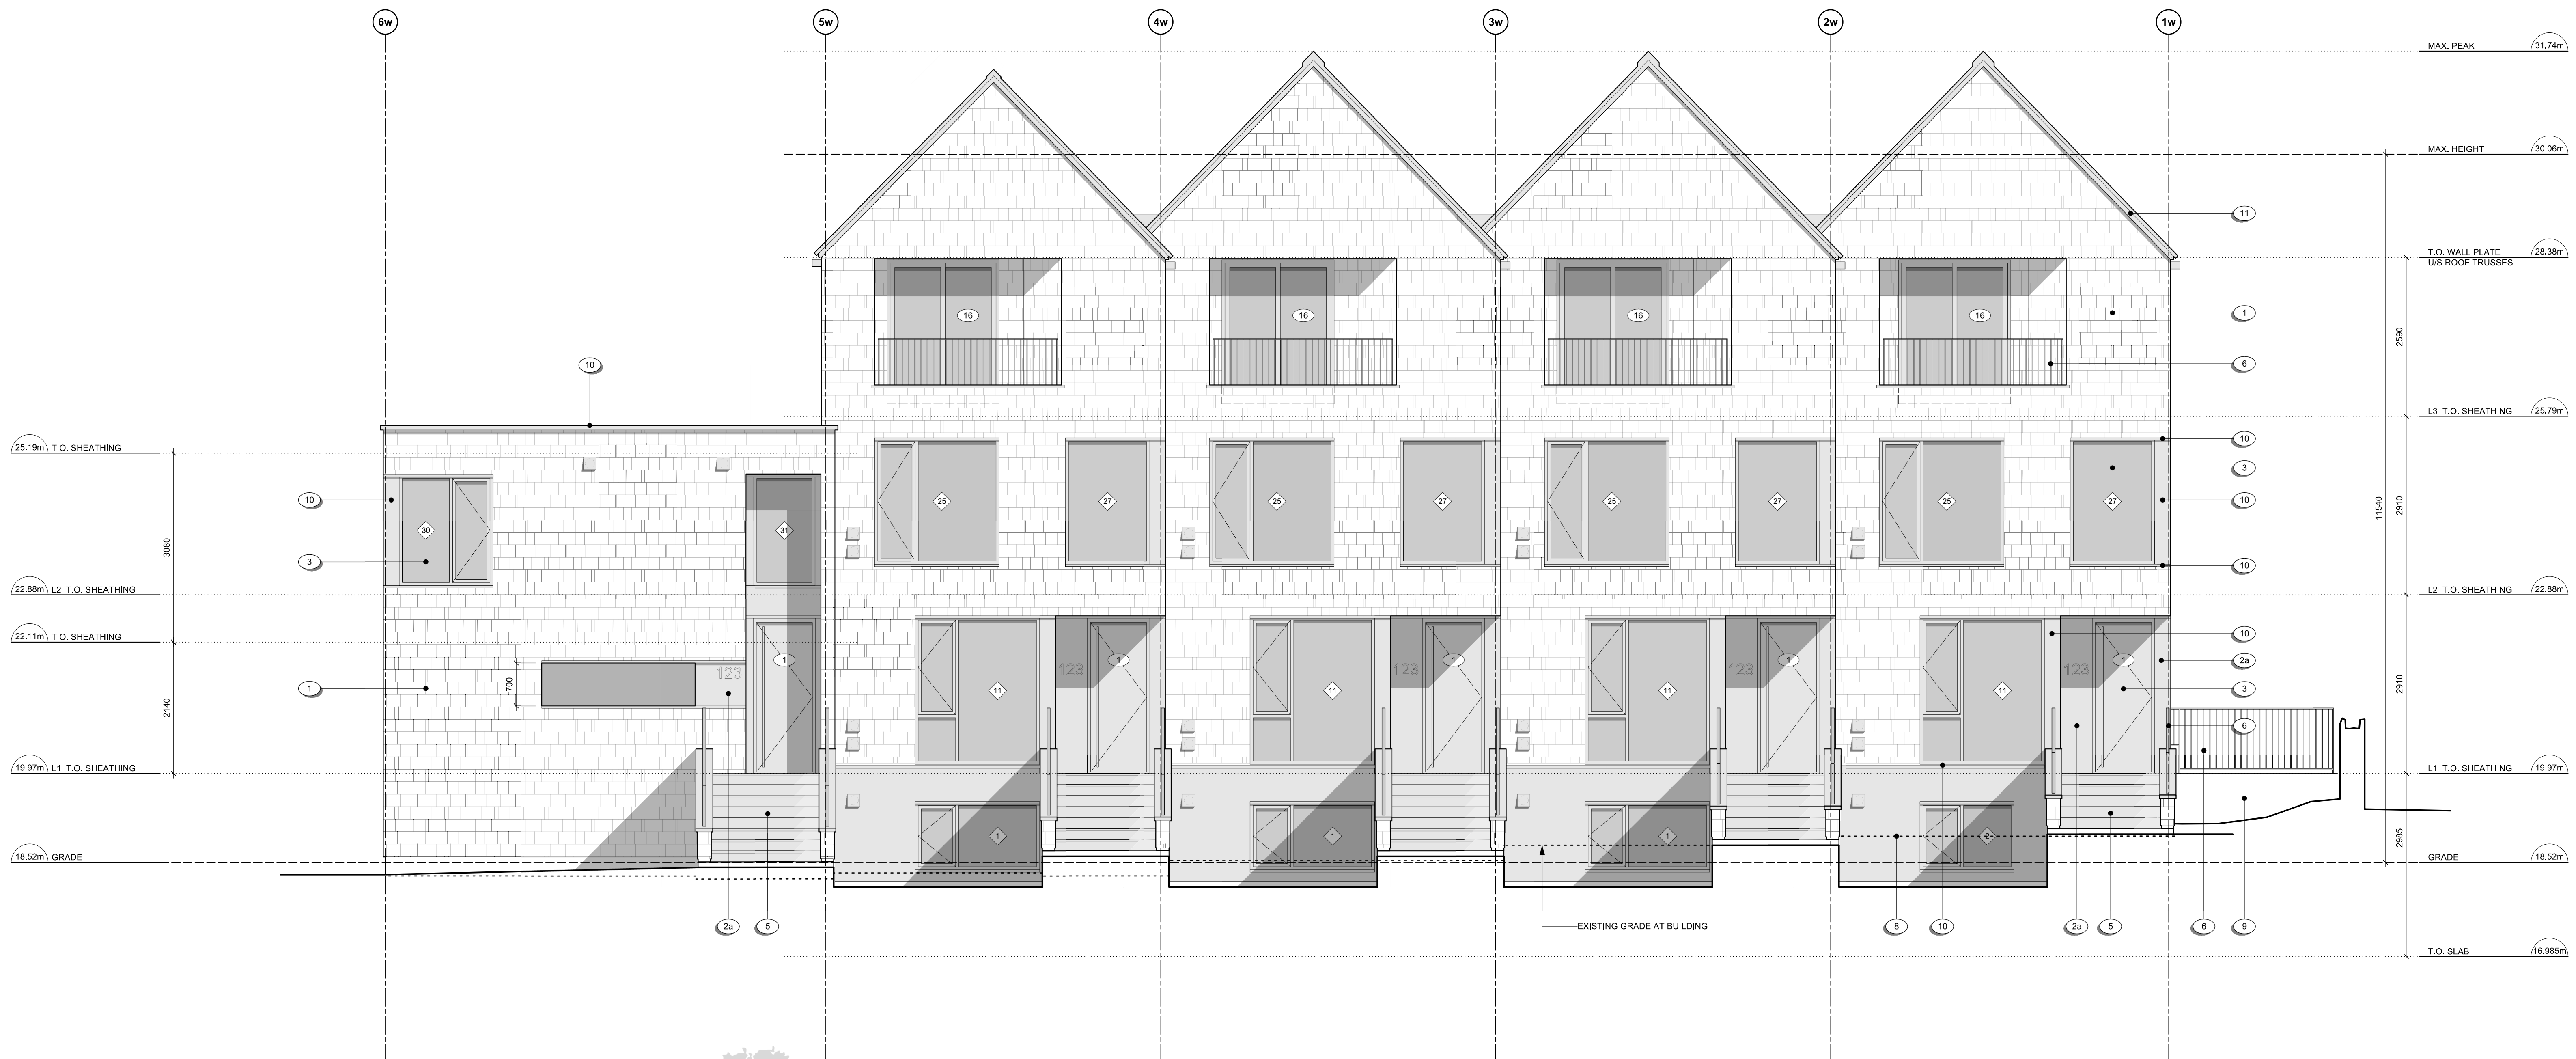 6w 5w 4w 3w 2w 1w
MAX. PEAK 31.74m
MAX. HEIGHT 30.06m
11
T.O. WALL PLATE 28.38m
U/S ROOF TRUSSES
16 16 16 16 1
2590
10
6
L3 T.O. SHEATHING 25.79m
25.19m T.O. SHEATHING
10
3
10 25 27 25 27 25 27 25 27 10
2910
11540
30 31
3080
3
10
22.88m L2 T.O. SHEATHING
L2 T.O. SHEATHING 22.88m
22.11m T.O. SHEATHING
10
1 1 1 1 1 2a
123 123 123 123 123
700
1 11 11 11 11 3
2910
2140
6
19.97m L1 T.O. SHEATHING
L1 T.O. SHEATHING 19.97m
1 1 1 2
2985
18.52m GRADE
GRADE 18.52m
2a 5 EXISTING GRADE AT BUILDING 8 10 2a 5 6 9
T.O. SLAB 16.985m